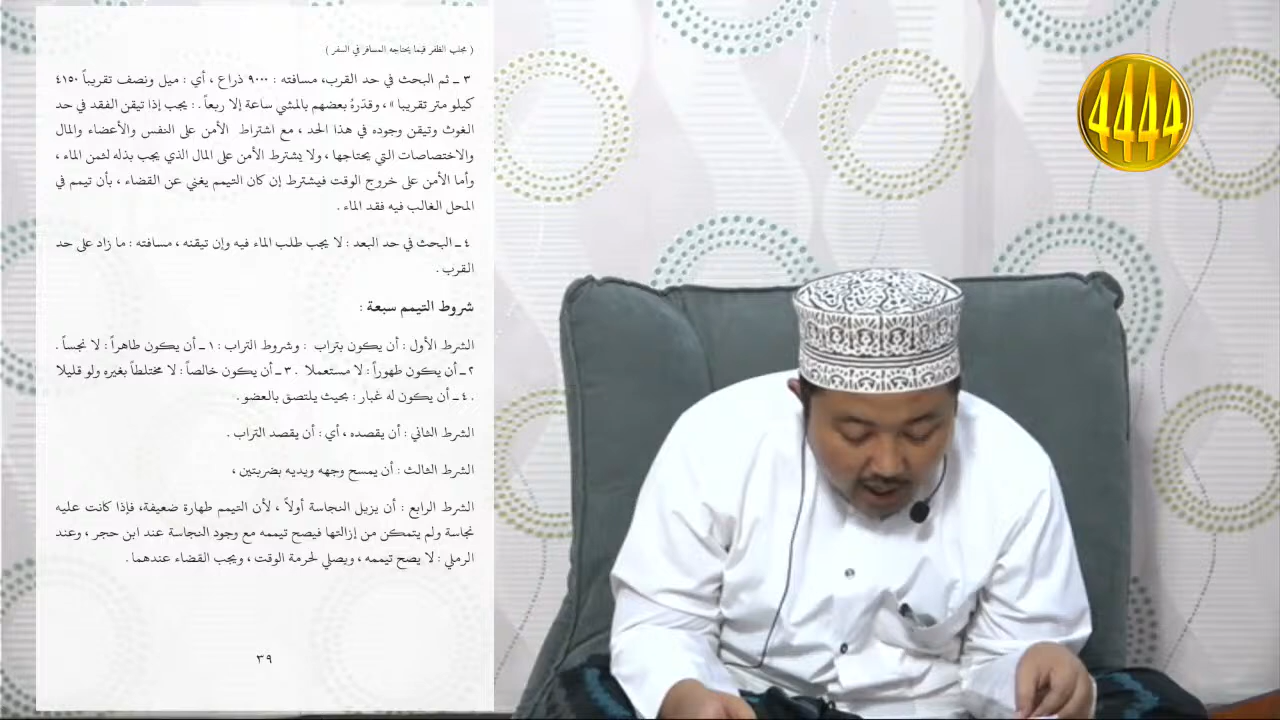 ( مجلب الظفر فيما يحتاجه المسافر في السفر )
٣ ـ ثم البحث في حد القرب، مسافته : ٩٠٠٠ ذراع ، أي : ميل ونصف تقريباً ٤١٥٠
كيلو متر تقريبا » ، وقدّرهُ بعضهم بالمشي ساعة إلا ربعاً . : يجب إذا تيقن الفقد في حد
الغوث وتيقن وجوده في هذا الحد ، مع اشتراط الأمن على النفس والأعضاء والمال
والاختصاصات التي يحتاجها ، ولا يشترط الأمن على المال الذي يجب بذله لثمن الماء ،
وأما الأمن على خروج الوقت فيشترط إن كان التيمم يغني عن القضاء ، بأن تيمم في
المحل الغالب فيه فقد الماء .
٤ ـ البحث في حد البعد : لا يجب طلب الماء فيه وإن تيقنه ، مسافته : ما زاد على حد
القرب .
شروط التيمم سبعة :
الشرط الأول : أن يكون بتراب : وشروط التراب : ١ ـ أن يكون طاهراً : لا نجساً .
٢ ـ أن يكون طهوراً : لا مستعملا . ٣ ـ أن يكون خالصاً : لا مختلطاً بغيره ولو قليلا
. ٤ ـ أن يكون له غبار : بحيث يلتصق بالعضو .
الشرط الثاني : أن يقصده ، أي : أن يقصد التراب .
الشرط الثالث : أن يمسح وجهه ويديه بضربتين ،
الشرط الرابع : أن يزيل النجاسة أولاً ، لأن التيمم طهارة ضعيفة، فإذا كانت عليه
نجاسة ولم يتمكن من إزالتها فيصح تيممه مع وجود النجاسة عند ابن حجر ، وعند
الرملي : لا يصح تيممه ، ويصلي لحرمة الوقت ، ويجب القضاء عندهما .
٣٩
4444